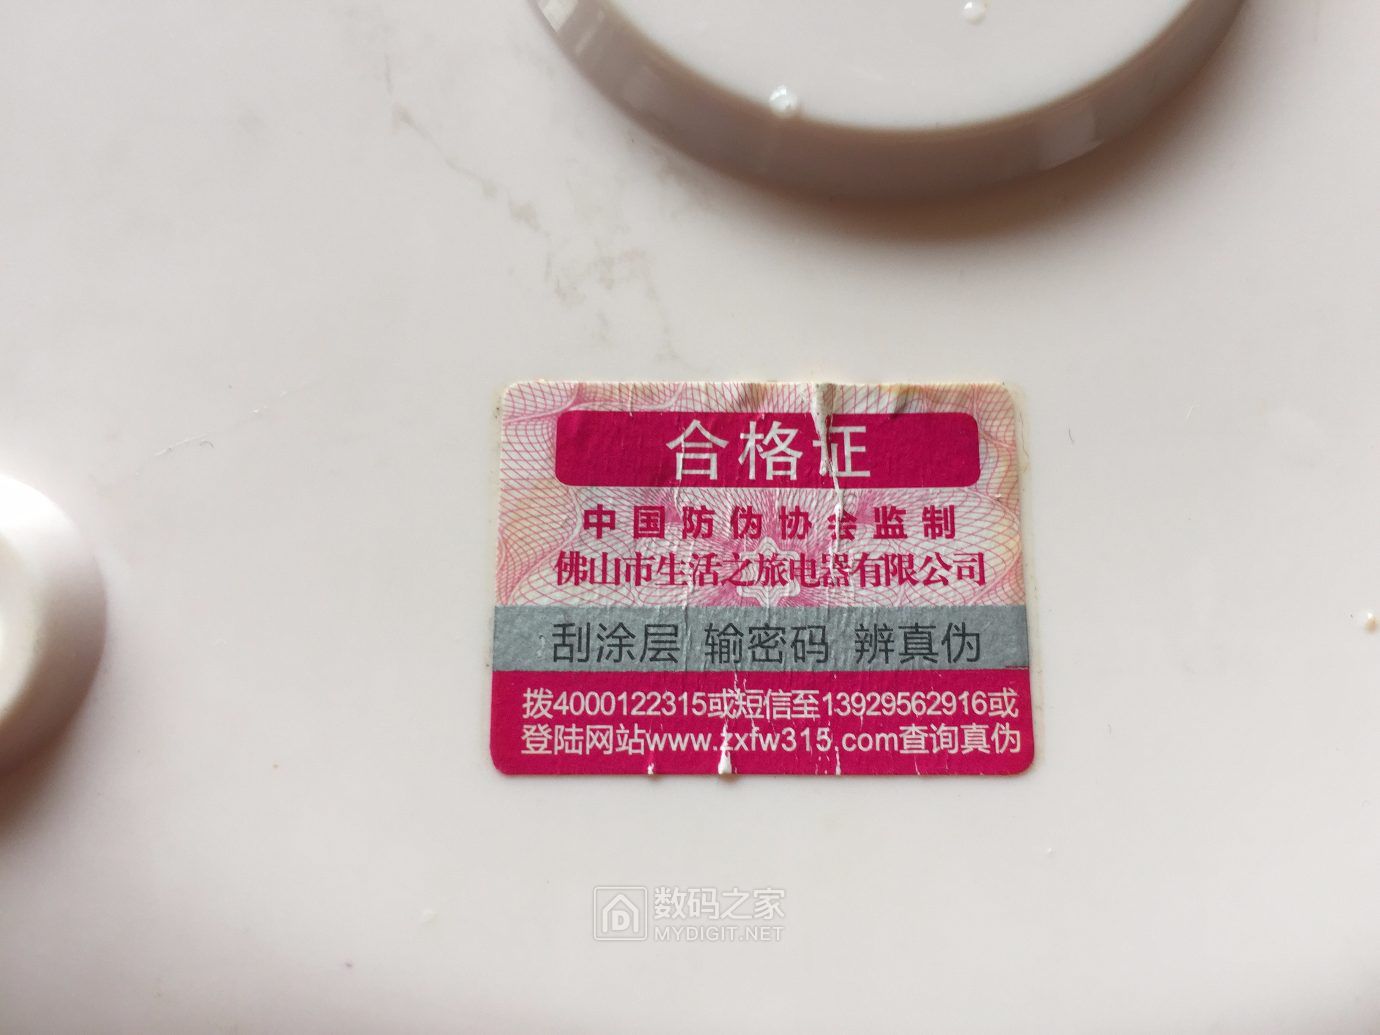 合格证
中国防伪协会监制
佛山市生活之旅电器有限公司
刮涂层 输密码 辨真伪
拨4000122315或短信至13929562916或
登陆网站www.zxfw315.com查询真伪
数码之家
MYDIGIT.NET